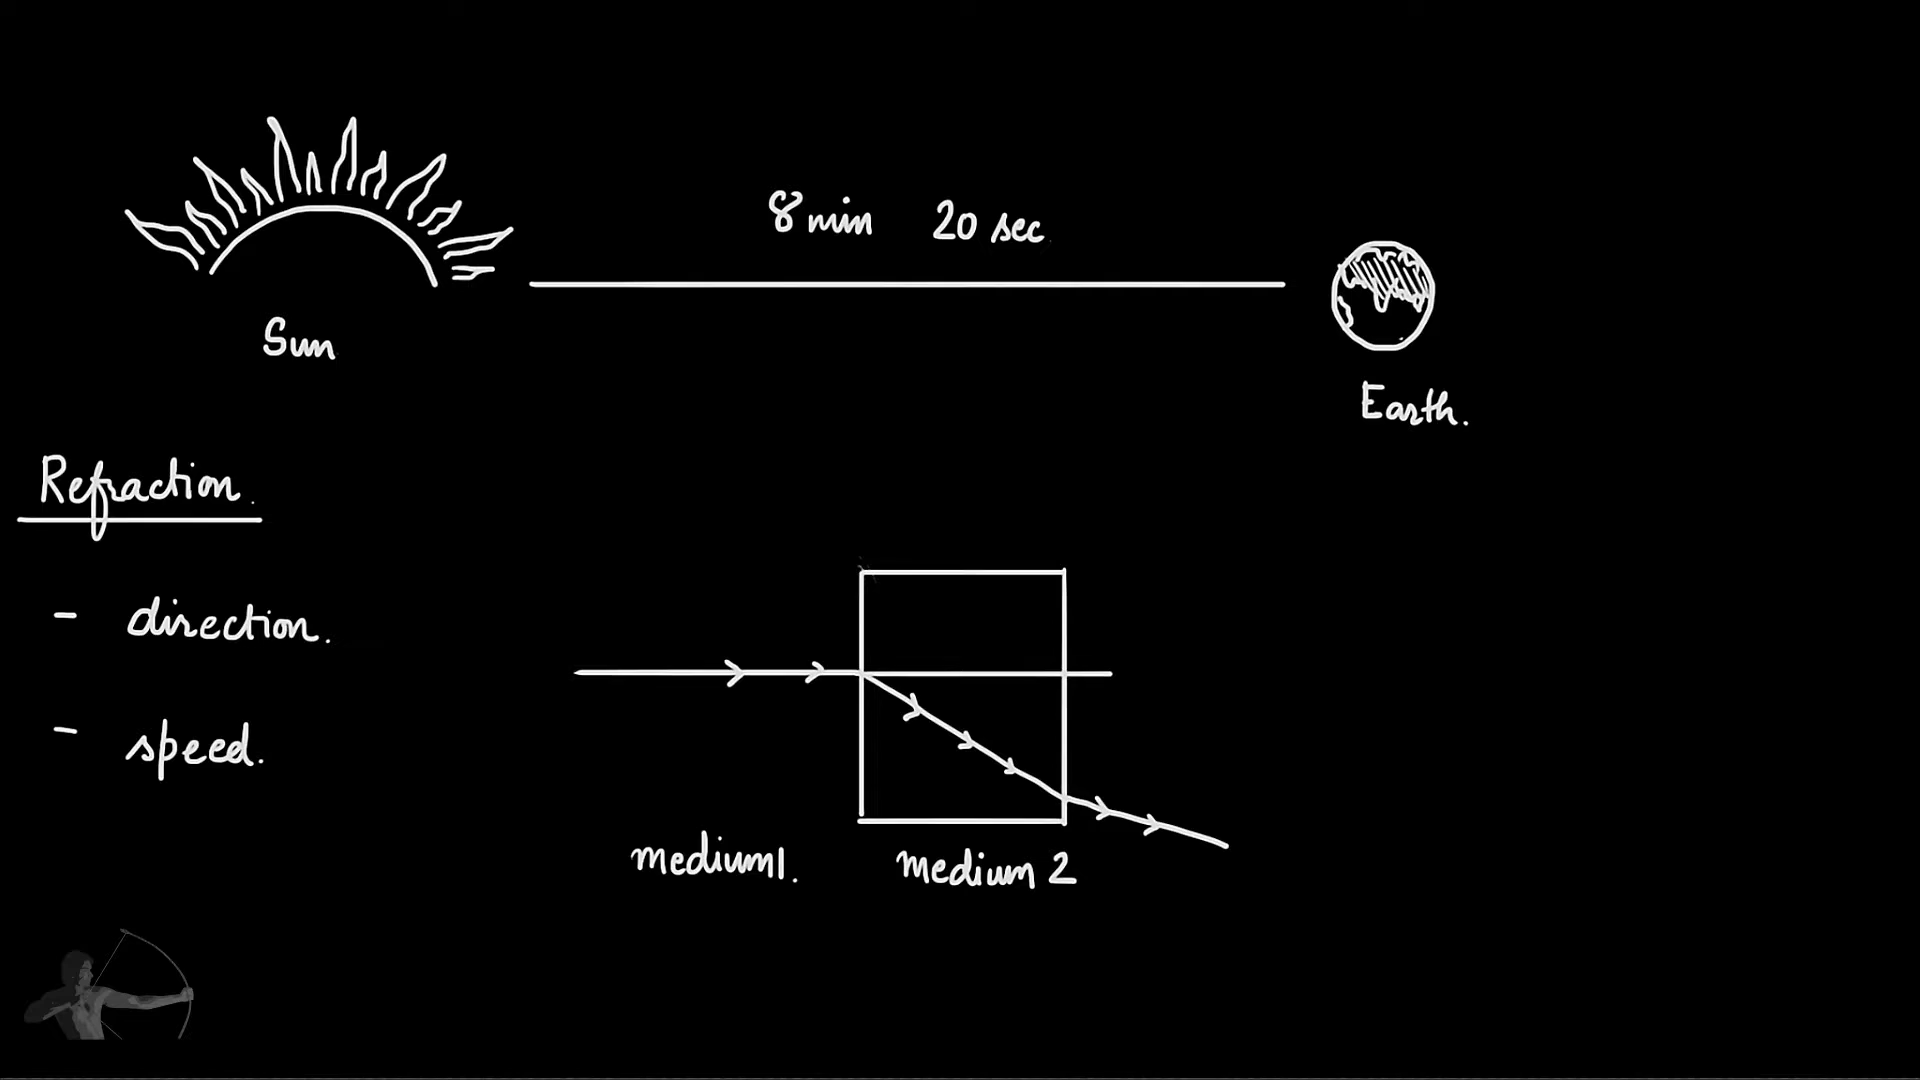 8 min 20 sec.
Sun
Earth.
Refraction.
- direction.
- speed.
medium1.
medium 2